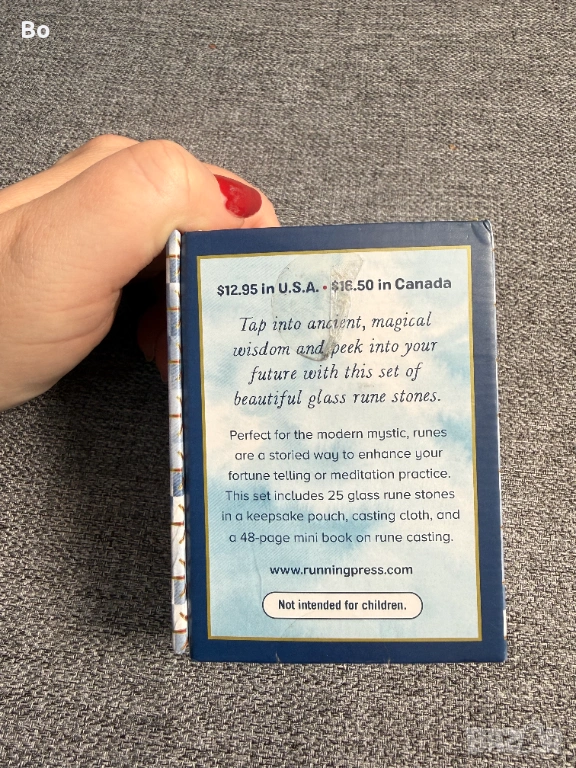 Bo
$12.95 in U.S.A. • $16.50 in Canada
Tap into ancient, magical
wisdom and peek into your
future with this set of
beautiful glass rune stones.
Perfect for the modern mystic, runes
are a storied way to enhance your
fortune telling or meditation practice.
This set includes 25 glass rune stones
in a keepsake pouch, casting cloth, and
a 48-page mini book on rune casting.
www.runningpress.com
Not intended for children.